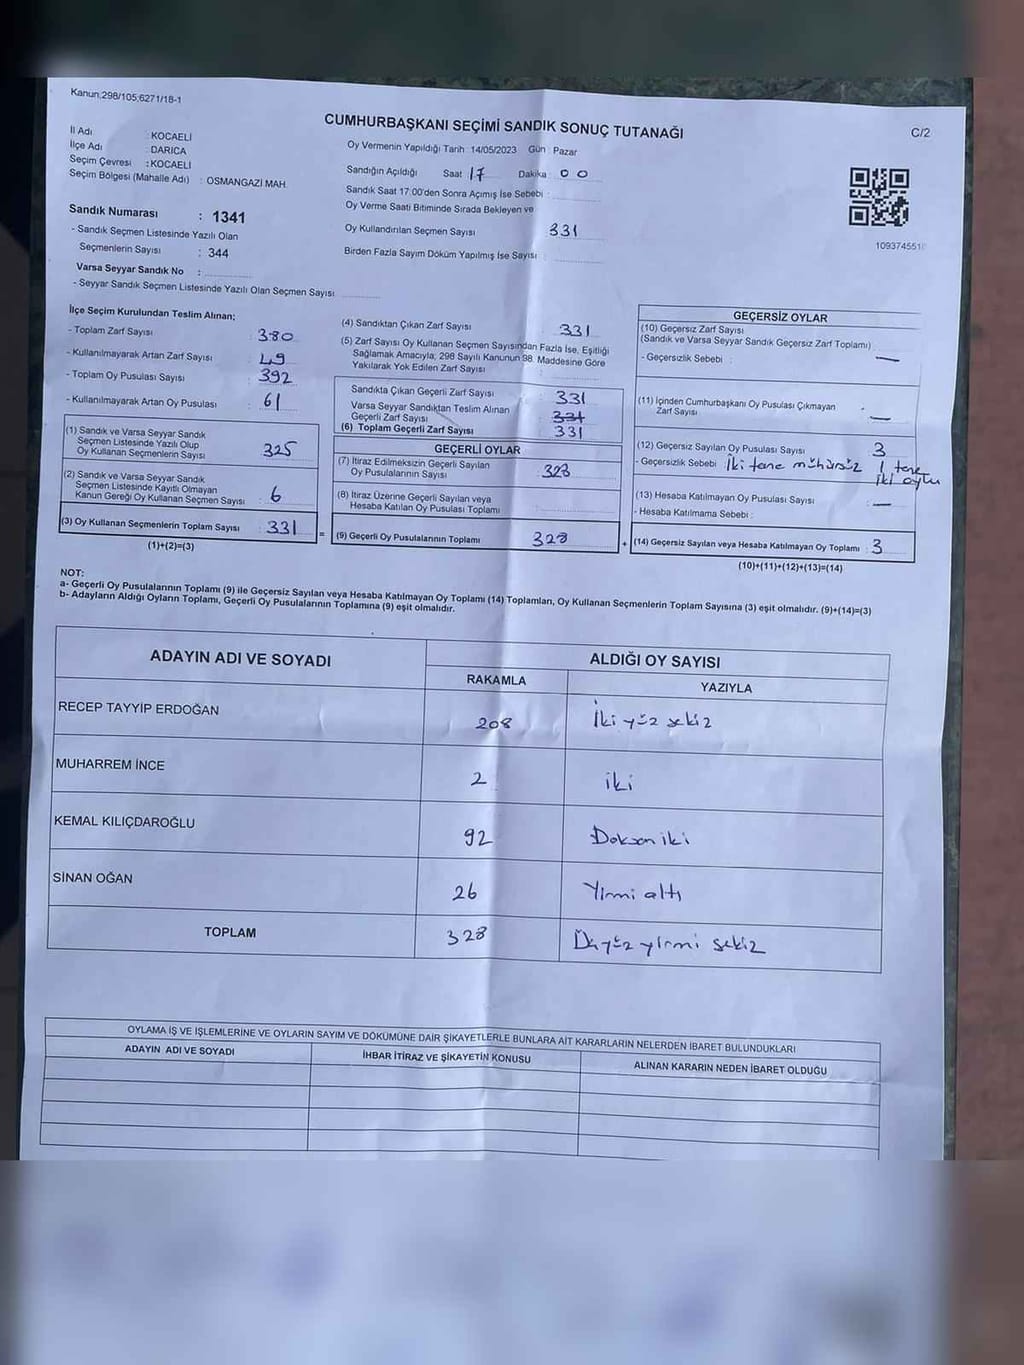 Kanun:298/105;6271/18-1
CUMHURBAŞKANI SEÇİMİ SANDIK SONUÇ TUTANAĞI
C/2
İl Adı : KOCAELİ
İlçe Adı : DARICA
Seçim Çevresi : KOCAELİ
Seçim Bölgesi (Mahalle Adı) : OSMANGAZİ MAH.
Sandık Numarası : 1341
- Sandık Seçmen Listesinde Yazılı Olan
Seçmenlerin Sayısı : 344
Varsa Seyyar Sandık No :
- Seyyar Sandık Seçmen Listesinde Yazılı Olan Seçmen Sayısı
Oy Vermenin Yapıldığı Tarih :14/05/2023 Gün : Pazar
Sandığın Açıldığı Saat 17 Dakika : 00
Sandık Saat 17:00'den Sonra Açımış İse Sebebi :
Oy Verme Saati Bitiminde Sırada Bekleyen ve
Oy Kullandırılan Seçmen Sayısı 331
Birden Fazla Sayım Döküm Yapılmış İse Sayısı :
109374551
İlçe Seçim Kurulundan Teslim Alınan;
- Toplam Zarf Sayısı : 380
- Kullanılmayarak Artan Zarf Sayısı : 49
- Toplam Oy Pusulası Sayısı : 392
- Kullanılmayarak Artan Oy Pusulası : 61
(1) Sandık ve Varsa Seyyar Sandık
Seçmen Listesinde Yazılı Olup
Oy Kullanan Seçmenlerin Sayısı : 325
(2) Sandık ve Varsa Seyyar Sandık
Seçmen Listesinde Kayıtlı Olmayan
Kanun Gereği Oy Kullanan Seçmen Sayısı : 6
(3) Oy Kullanan Seçmenlerin Toplam Sayısı : 331
(1)+(2)=(3)
(4) Sandıktan Çıkan Zarf Sayısı : 331
(5) Zarf Sayısı Oy Kullanan Seçmen Sayısından Fazla İse, Eşitliği
Sağlamak Amacıyla, 298 Sayılı Kanunun 98. Maddesine Göre
Yakılarak Yok Edilen Zarf Sayısı :
Sandıkta Çıkan Geçerli Zarf Sayısı : 331
Varsa Seyyar Sandıktan Teslim Alınan
Geçerli Zarf Sayısı : 331
(6) Toplam Geçerli Zarf Sayısı : 331
GEÇERLİ OYLAR
(7) İtiraz Edilmeksizin Geçerli Sayılan
Oy Pusulalarının Sayısı : 328
(8) İtiraz Üzerine Geçerli Sayılan veya
Hesaba Katılan Oy Pusulası Toplamı :
= (9) Geçerli Oy Pusulalarının Toplamı : 328
GEÇERSİZ OYLAR
(10) Geçersiz Zarf Sayısı
(Sandık ve Varsa Seyyar Sandık Geçersiz Zarf Toplamı) :
- Geçersizlik Sebebi : —
(11) İçinden Cumhurbaşkanı Oy Pusulası Çıkmayan
Zarf Sayısı : —
(12) Geçersiz Sayılan Oy Pusulası Sayısı : 3
- Geçersizlik Sebebi : İki tane mühürsüz 1 tane
iki oylu
(13) Hesaba Katılmayan Oy Pusulası Sayısı : —
- Hesaba Katılmama Sebebi :
+ (14) Geçersiz Sayılan veya Hesaba Katılmayan Oy Toplamı : 3
(10)+(11)+(12)+(13)=(14)
NOT:
a- Geçerli Oy Pusulalarının Toplamı (9) ile Geçersiz Sayılan veya Hesaba Katılmayan Oy Toplamı (14) Toplamları, Oy Kullanan Seçmenlerin Toplam Sayısına (3) eşit olmalıdır. (9)+(14)=(3)
b- Adayların Aldığı Oyların Toplamı, Geçerli Oy Pusulalarının Toplamına (9) eşit olmalıdır.
ADAYIN ADI VE SOYADI
ALDIĞI OY SAYISI
RAKAMLA YAZIYLA
RECEP TAYYİP ERDOĞAN 208 İki yüz sekiz
MUHARREM İNCE 2 iki
KEMAL KILIÇDAROĞLU 92 Doksan iki
SİNAN OĞAN 26 Yirmi altı
TOPLAM 328 Üçyüz yirmi sekiz
OYLAMA İŞ VE İŞLEMLERİNE VE OYLARIN SAYIM VE DÖKÜMÜNE DAİR ŞİKAYETLERLE BUNLARA AİT KARARLARIN NELERDEN İBARET BULUNDUKLARI
ADAYIN ADI VE SOYADI İHBAR İTİRAZ VE ŞİKAYETİN KONUSU ALINAN KARARIN NEDEN İBARET OLDUĞU